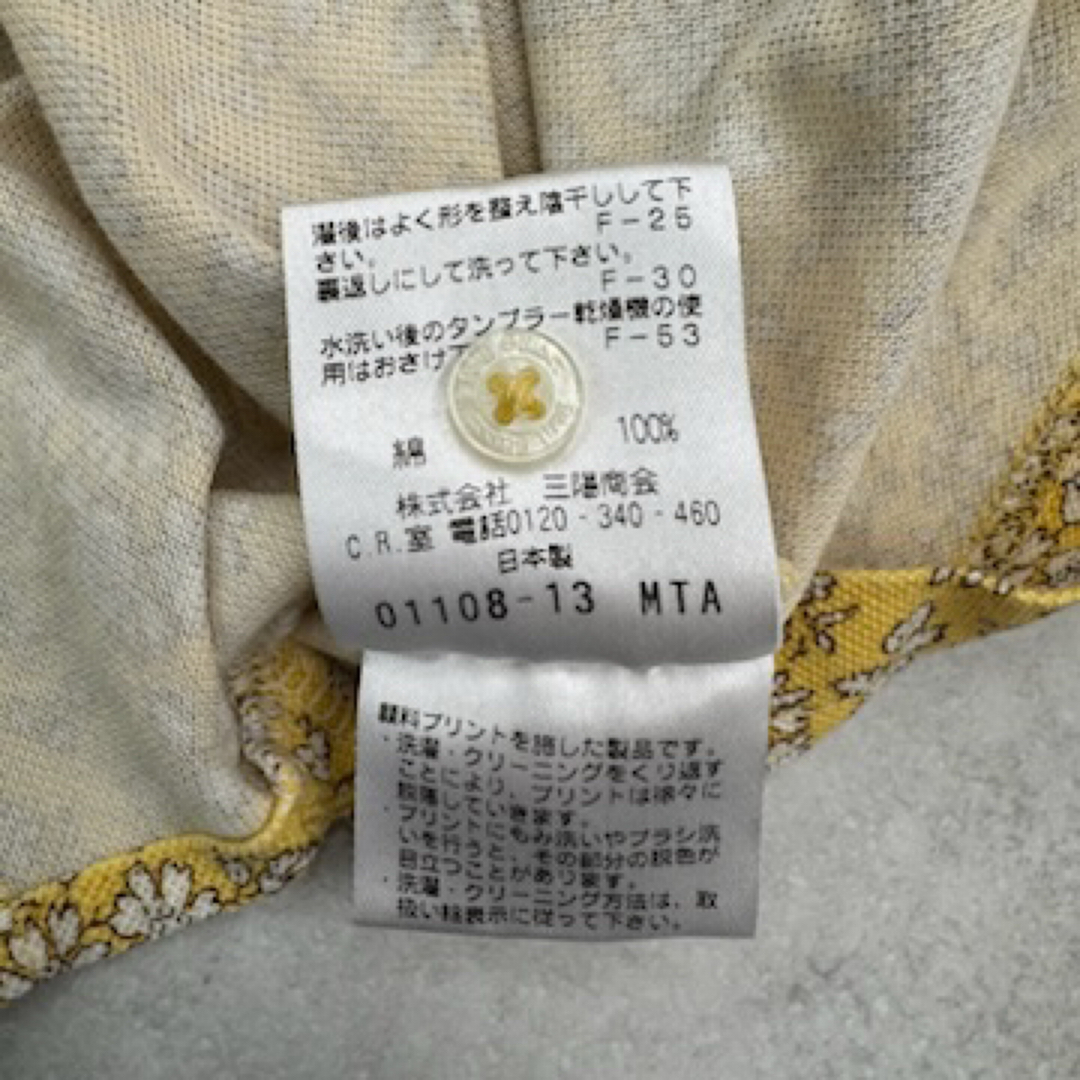 濯後はよく形を整え陰干しして下
さい。 F-25
裏返しにして洗って下さい。
F-30
水洗い後のタンブラー乾燥機の使
用はおさけ下 F-53
綿 100%
株式会社 三陽商会
C.R.室 電話0120-340-460
日本製
01108-13 MTA
顔料プリントを施した製品です。
・洗濯・クリーニングをくり返す
ことにより、プリントは徐々に
脱落していきます。
・プリントにもみ洗いやブラシ洗
いを行うと、その部分の脱色が
目立つことがあります。
・洗濯・クリーニング方法は、取
扱い絵表示に従って下さい。